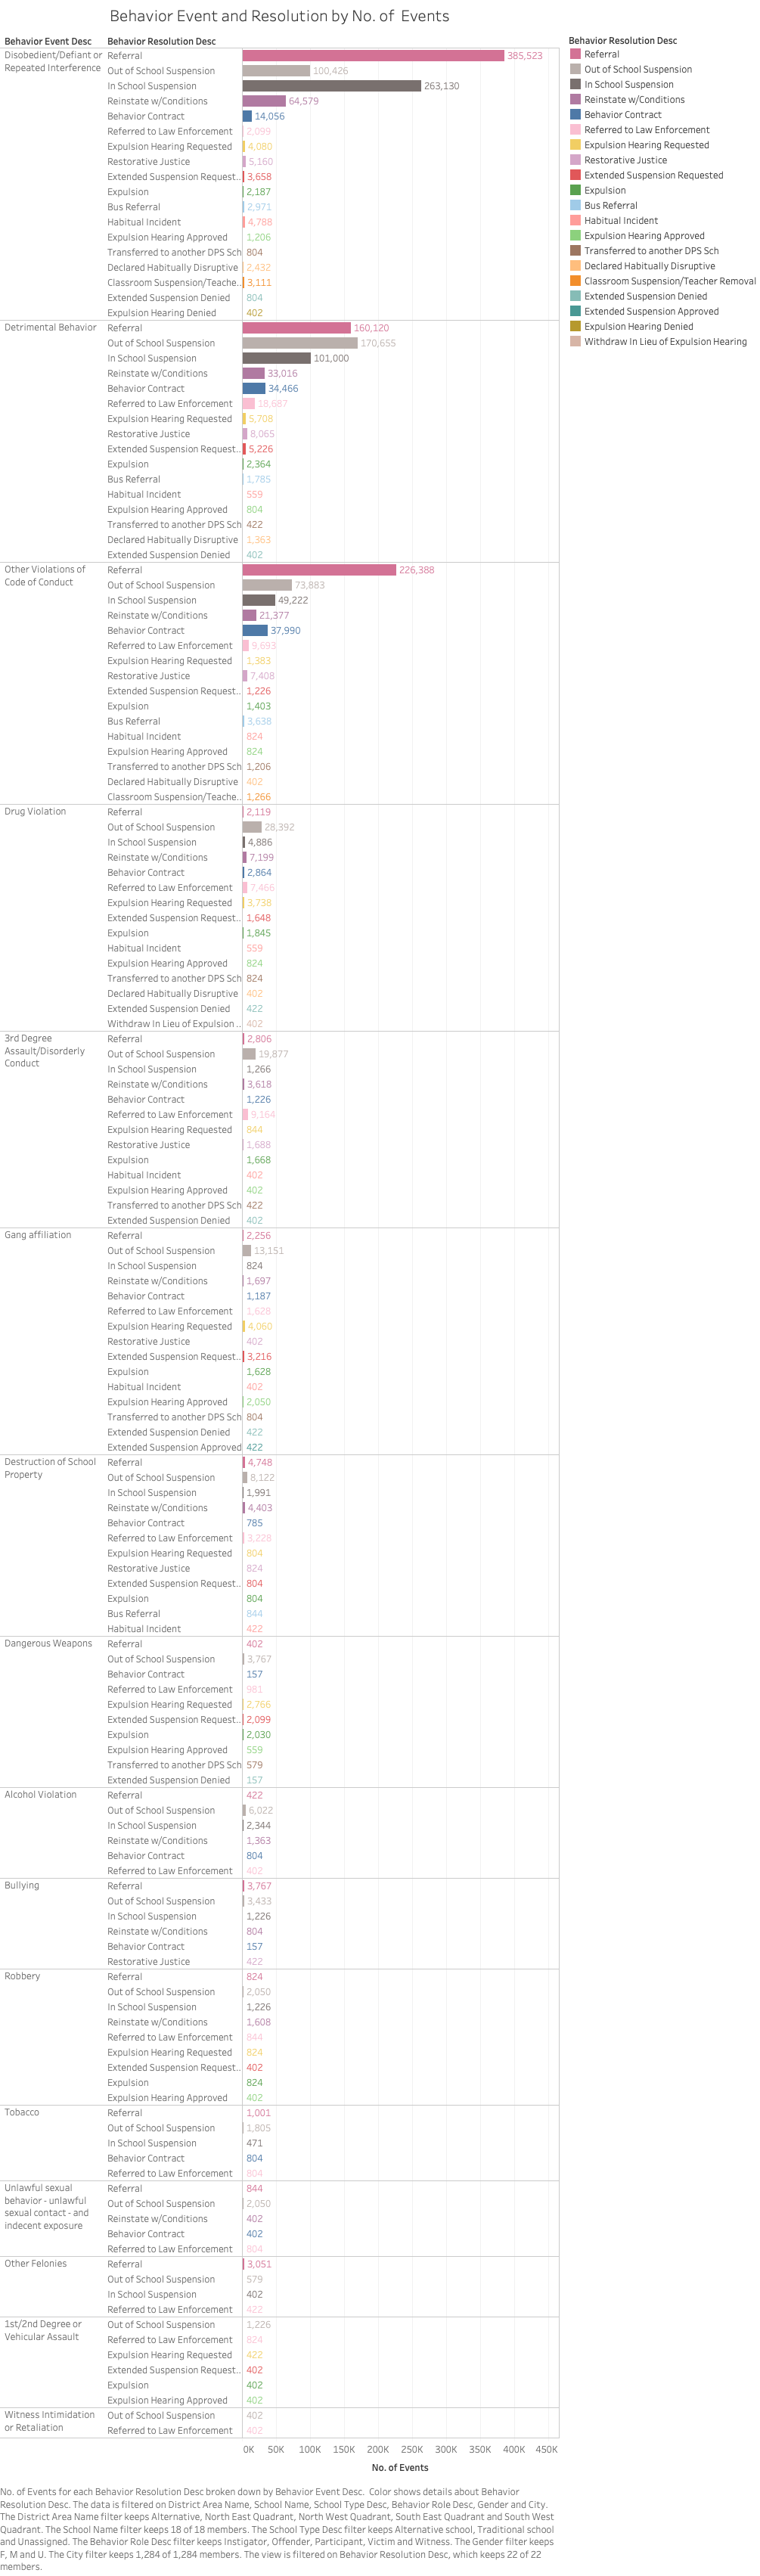 Behavior Event and Resolution by No. of Events
Behavior Event Desc Behavior Resolution Desc
Disobedient/Defiant or Repeated Interference
Referral 385,523
Out of School Suspension 100,426
In School Suspension 263,130
Reinstate w/Conditions 64,579
Behavior Contract 14,056
Referred to Law Enforcement 2,099
Expulsion Hearing Requested 4,080
Restorative Justice 5,160
Extended Suspension Request.. 3,658
Expulsion 2,187
Bus Referral 2,971
Habitual Incident 4,788
Expulsion Hearing Approved 1,206
Transferred to another DPS Sch 804
Declared Habitually Disruptive 2,432
Classroom Suspension/Teache.. 3,111
Extended Suspension Denied 804
Expulsion Hearing Denied 402
Detrimental Behavior
Referral 160,120
Out of School Suspension 170,655
In School Suspension 101,000
Reinstate w/Conditions 33,016
Behavior Contract 34,466
Referred to Law Enforcement 18,687
Expulsion Hearing Requested 5,708
Restorative Justice 8,065
Extended Suspension Request.. 5,226
Expulsion 2,364
Bus Referral 1,785
Habitual Incident 559
Expulsion Hearing Approved 804
Transferred to another DPS Sch 422
Declared Habitually Disruptive 1,363
Extended Suspension Denied 402
Other Violations of
Code of Conduct
Referral 226,388
Out of School Suspension 73,883
In School Suspension 49,222
Reinstate w/Conditions 21,377
Behavior Contract 37,990
Referred to Law Enforcement 9,693
Expulsion Hearing Requested 1,383
Restorative Justice 7,408
Extended Suspension Request.. 1,226
Expulsion 1,403
Bus Referral 3,638
Habitual Incident 824
Expulsion Hearing Approved 824
Transferred to another DPS Sch 1,206
Declared Habitually Disruptive 402
Classroom Suspension/Teache.. 1,266
Drug Violation
Referral 2,119
Out of School Suspension 28,392
In School Suspension 4,886
Reinstate w/Conditions 7,199
Behavior Contract 2,864
Referred to Law Enforcement 7,466
Expulsion Hearing Requested 3,738
Extended Suspension Request.. 1,648
Expulsion 1,845
Habitual Incident 559
Expulsion Hearing Approved 824
Transferred to another DPS Sch 824
Declared Habitually Disruptive 402
Extended Suspension Denied 422
Withdraw In Lieu of Expulsion .. 402
3rd Degree
Assault/Disorderly
Conduct
Referral 2,806
Out of School Suspension 19,877
In School Suspension 1,266
Reinstate w/Conditions 3,618
Behavior Contract 1,226
Referred to Law Enforcement 9,164
Expulsion Hearing Requested 844
Restorative Justice 1,688
Expulsion 1,668
Habitual Incident 402
Expulsion Hearing Approved 402
Transferred to another DPS Sch 422
Extended Suspension Denied 402
Gang affiliation
Referral 2,256
Out of School Suspension 13,151
In School Suspension 824
Reinstate w/Conditions 1,697
Behavior Contract 1,187
Referred to Law Enforcement 1,628
Expulsion Hearing Requested 4,060
Restorative Justice 402
Extended Suspension Request.. 3,216
Expulsion 1,628
Habitual Incident 402
Expulsion Hearing Approved 2,050
Transferred to another DPS Sch 804
Extended Suspension Denied 422
Extended Suspension Approved 422
Destruction of School
Property
Referral 4,748
Out of School Suspension 8,122
In School Suspension 1,991
Reinstate w/Conditions 4,403
Behavior Contract 785
Referred to Law Enforcement 3,228
Expulsion Hearing Requested 804
Restorative Justice 824
Extended Suspension Request.. 804
Expulsion 804
Bus Referral 844
Habitual Incident 422
Dangerous Weapons
Referral 402
Out of School Suspension 3,767
Behavior Contract 157
Referred to Law Enforcement 981
Expulsion Hearing Requested 2,766
Extended Suspension Request.. 2,099
Expulsion 2,030
Expulsion Hearing Approved 559
Transferred to another DPS Sch 579
Extended Suspension Denied 157
Alcohol Violation
Referral 422
Out of School Suspension 6,022
In School Suspension 2,344
Reinstate w/Conditions 1,363
Behavior Contract 804
Referred to Law Enforcement 402
Bullying
Referral 3,767
Out of School Suspension 3,433
In School Suspension 1,226
Reinstate w/Conditions 804
Behavior Contract 157
Restorative Justice 422
Robbery
Referral 824
Out of School Suspension 2,050
In School Suspension 1,226
Reinstate w/Conditions 1,608
Referred to Law Enforcement 844
Expulsion Hearing Requested 824
Extended Suspension Request.. 402
Expulsion 824
Expulsion Hearing Approved 402
Tobacco
Referral 1,001
Out of School Suspension 1,805
In School Suspension 471
Behavior Contract 804
Referred to Law Enforcement 804
Unlawful sexual
behavior - unlawful
sexual contact - and
indecent exposure
Referral 844
Out of School Suspension 2,050
Reinstate w/Conditions 402
Behavior Contract 402
Referred to Law Enforcement 804
Other Felonies
Referral 3,051
Out of School Suspension 579
In School Suspension 402
Referred to Law Enforcement 422
1st/2nd Degree or
Vehicular Assault
Out of School Suspension 1,226
Referred to Law Enforcement 824
Expulsion Hearing Requested 422
Extended Suspension Request.. 402
Expulsion 402
Expulsion Hearing Approved 402
Witness Intimidation
or Retaliation
Out of School Suspension 402
Referred to Law Enforcement 402
0K 50K 100K 150K 200K 250K 300K 350K 400K 450K
No. of Events
Behavior Resolution Desc
Referral
Out of School Suspension
In School Suspension
Reinstate w/Conditions
Behavior Contract
Referred to Law Enforcement
Expulsion Hearing Requested
Restorative Justice
Extended Suspension Requested
Expulsion
Bus Referral
Habitual Incident
Expulsion Hearing Approved
Transferred to another DPS Sch
Declared Habitually Disruptive
Classroom Suspension/Teacher Removal
Extended Suspension Denied
Extended Suspension Approved
Expulsion Hearing Denied
Withdraw In Lieu of Expulsion Hearing
No. of Events for each Behavior Resolution Desc broken down by Behavior Event Desc. Color shows details about Behavior
Resolution Desc. The data is filtered on District Area Name, School Name, School Type Desc, Behavior Role Desc, Gender and City.
The District Area Name filter keeps Alternative, North East Quadrant, North West Quadrant, South East Quadrant and South West
Quadrant. The School Name filter keeps 18 of 18 members. The School Type Desc filter keeps Alternative school, Traditional school
and Unassigned. The Behavior Role Desc filter keeps Instigator, Offender, Participant, Victim and Witness. The Gender filter keeps
F, M and U. The City filter keeps 1,284 of 1,284 members. The view is filtered on Behavior Resolution Desc, which keeps 22 of 22
members.